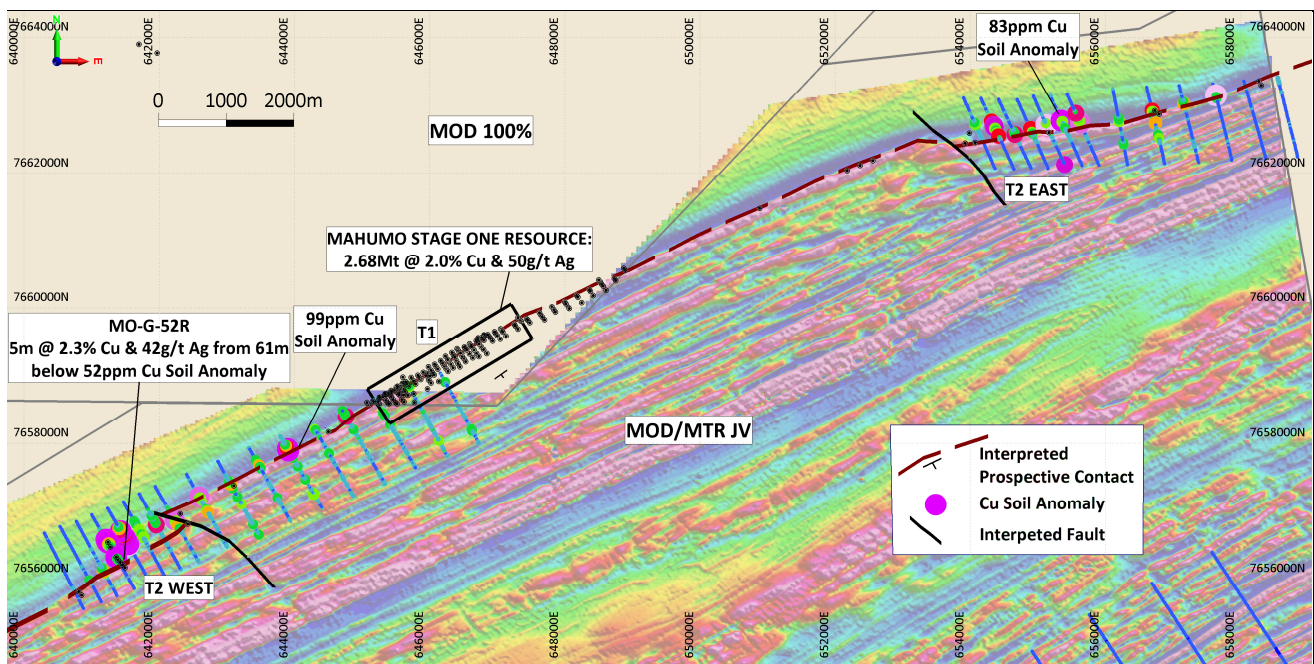 7664000N
640000E
642000E
644000E
646000E
648000E
650000E
652000E
654000E
656000E
658000E
7664000N
N
E
0 1000 2000m
MOD 100%
83ppm Cu
Soil Anomaly
7662000N
7662000N
T2 EAST
MAHUMO STAGE ONE RESOURCE:
2.68Mt @ 2.0% Cu & 50g/t Ag
7660000N
7660000N
99ppm Cu
Soil Anomaly
T1
MO-G-52R
5m @ 2.3% Cu & 42g/t Ag from 61m
below 52ppm Cu Soil Anomaly
7658000N
7658000N
MOD/MTR JV
Interpreted
Prospective Contact
Cu Soil Anomaly
Interpeted Fault
7656000N
7656000N
T2 WEST
640000E
642000E
644000E
646000E
648000E
650000E
652000E
654000E
656000E
658000E